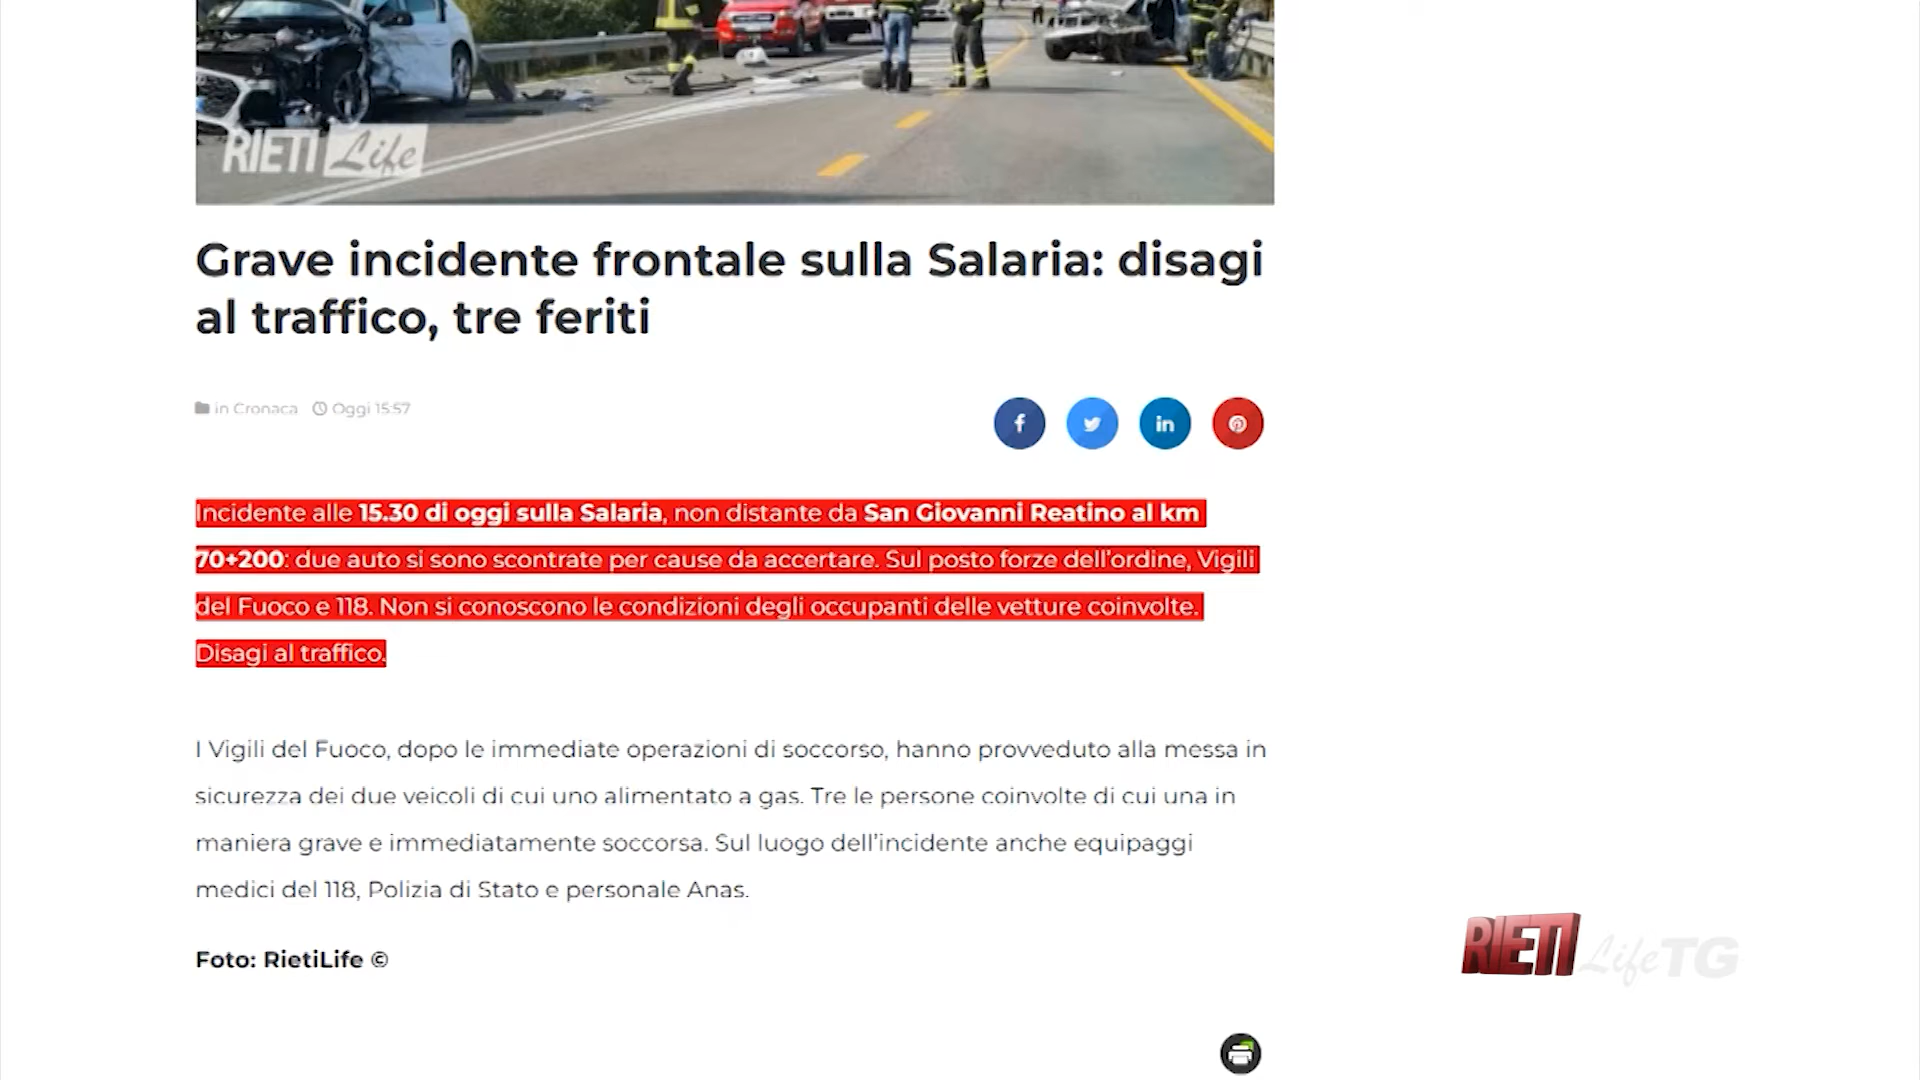 RIETI Life
Grave incidente frontale sulla Salaria: disagi
al traffico, tre feriti
in Cronaca Oggi 15:57
Incidente alle 15.30 di oggi sulla Salaria, non distante da San Giovanni Reatino al km
70+200: due auto si sono scontrate per cause da accertare. Sul posto forze dell'ordine, Vigili
del Fuoco e 118. Non si conoscono le condizioni degli occupanti delle vetture coinvolte.
Disagi al traffico.
I Vigili del Fuoco, dopo le immediate operazioni di soccorso, hanno provveduto alla messa in
sicurezza dei due veicoli di cui uno alimentato a gas. Tre le persone coinvolte di cui una in
maniera grave e immediatamente soccorsa. Sul luogo dell'incidente anche equipaggi
medici del 118, Polizia di Stato e personale Anas.
Foto: RietiLife ©
RIETI Life TG